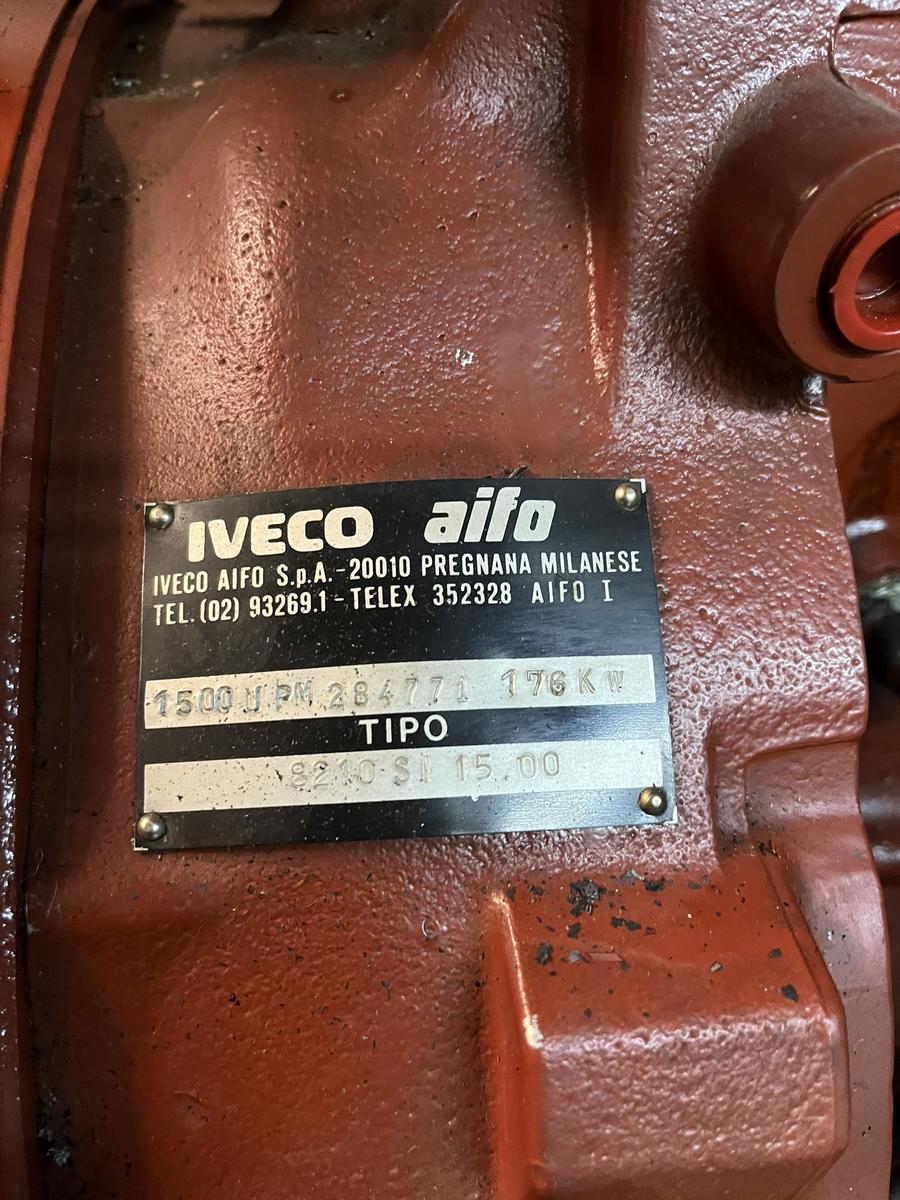 IVECO aifo
IVECO AIFO S.p.A.-20010 PREGNANA MILANESE
TEL.(02) 93269.1-TELEX 352328 AIFO I
1500 U PM 284771 176 KW
TIPO
8210 SI 15.00